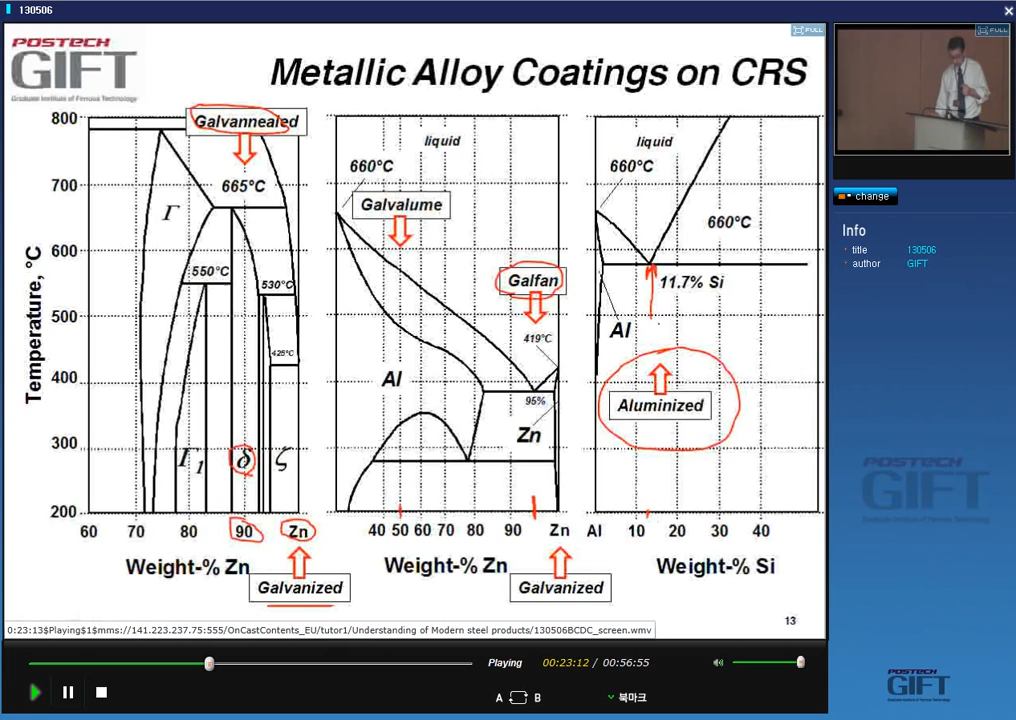 130506
FULL
POSTECH
GIFT
Graduate Institute of Ferrous Technology
Metallic Alloy Coatings on CRS
Temperature, °C
800
700
600
500
400
300
200
Galvannealed
665°C
Γ
550°C
530°C
425°C
Γ1
δ
ζ
60 70 80 90 Zn
Weight-% Zn
Galvanized
liquid
660°C
Galvalume
Galfan
419°C
Al
95%
Zn
40 50 60 70 80 90 Zn
Weight-% Zn
Galvanized
liquid
660°C
660°C
11.7% Si
Al
Aluminized
Al 10 20 30 40
Weight-% Si
13
0:23:13$Playing$1$mms://141.223.237.75:555/OnCastContents_EU/tutor1/Understanding of Modern steel products/130506BCDC_screen.wmv
Playing 00:23:12 / 00:56:55
A B 북마크
FULL
change
Info
title 130506
author GIFT
POSTECH
GIFT
Graduate Institute of Ferrous Technology
POSTECH
GIFT